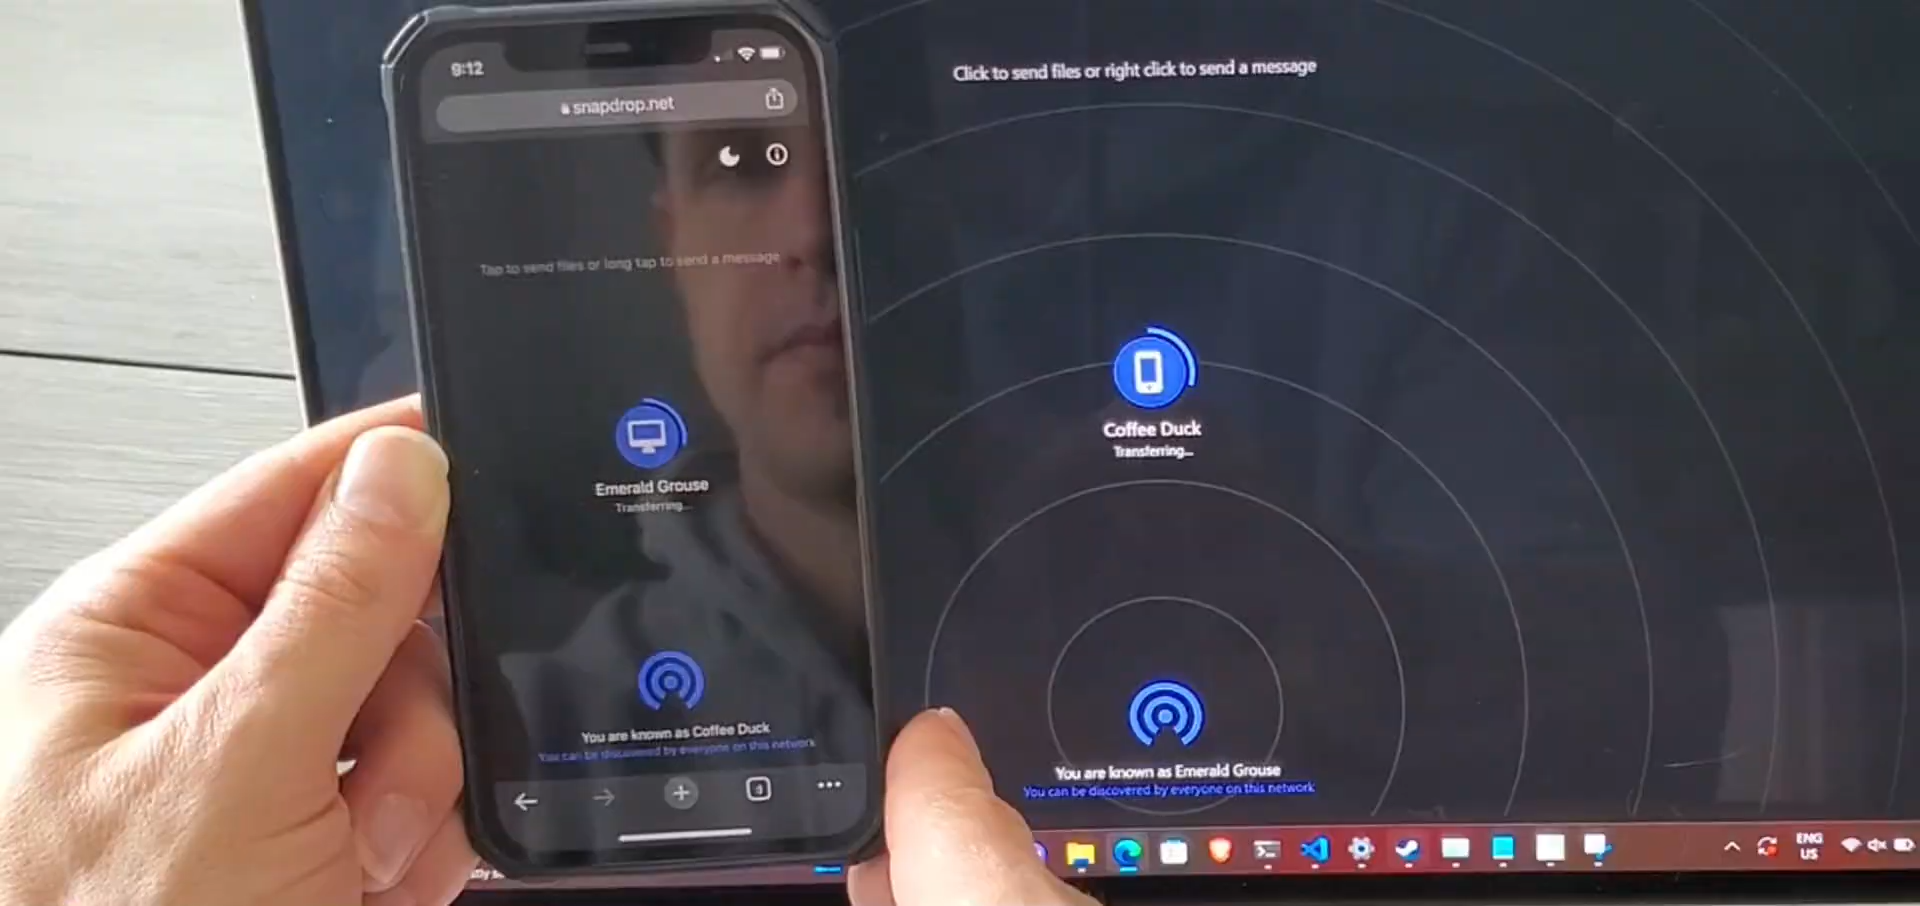 9:12
snapdrop.net
Tap to send files or long tap to send a message
Emerald Grouse
Transferring...
You are known as Coffee Duck
You can be discovered by everyone on this network
Click to send files or right click to send a message
Coffee Duck
Transferring...
You are known as Emerald Grouse
You can be discovered by everyone on this network
ENG
US